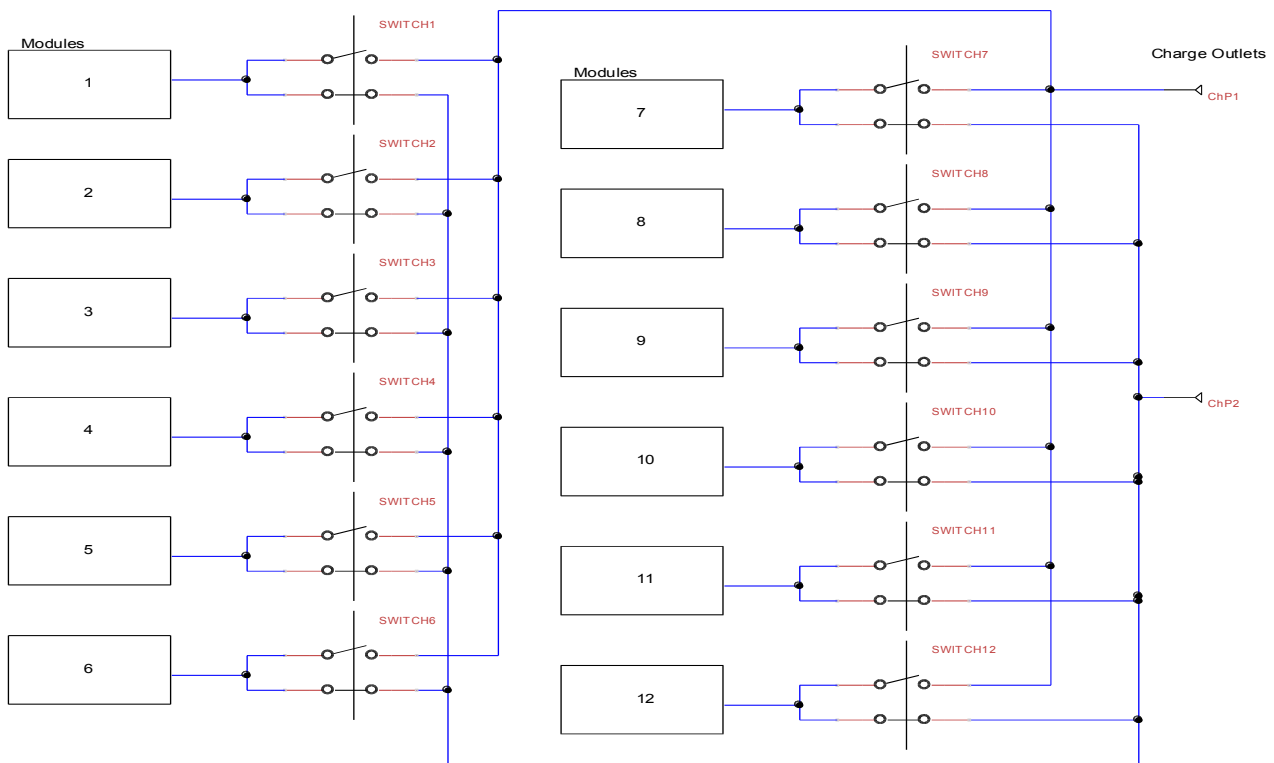 Modules
1
SWITCH1
2
SWITCH2
3
SWITCH3
4
SWITCH4
5
SWITCH5
6
SWITCH6
Modules
7
SWITCH7
8
SWITCH8
9
SWITCH9
10
SWITCH10
11
SWITCH11
12
SWITCH12
Charge Outlets
ChP1
ChP2